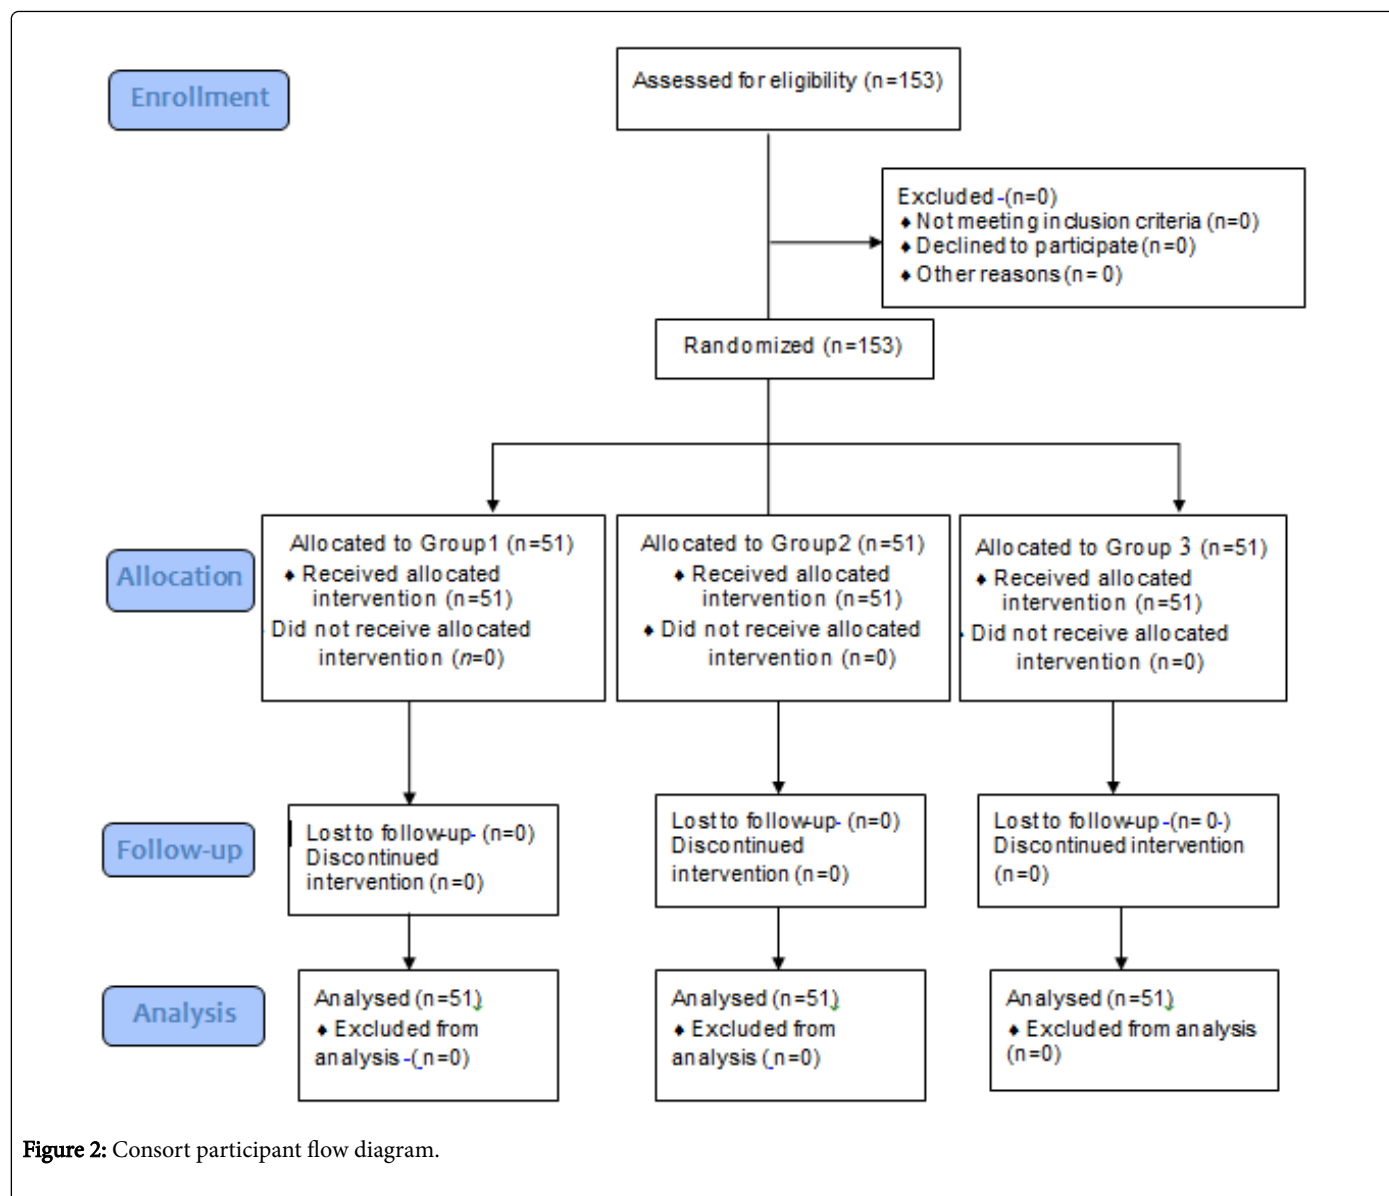 Enrollment
Assessed for eligibility (n=153)
Excluded -(n=0)
♦ Not meeting inclusion criteria (n=0)
♦ Declined to participate (n=0)
♦ Other reasons (n= 0)
Randomized (n=153)
Allocation
Allocated to Group1 (n=51)
♦ Received allocated
intervention (n=51)
Did not receive allocated
intervention (n=0)
Allocated to Group2 (n=51)
♦ Received allocated
intervention (n=51)
♦ Did not receive allocated
intervention (n=0)
Allocated to Group 3 (n=51)
♦ Received allocated
intervention (n=51)
Did not receive allocated
intervention (n=0)
Follow-up
Lost to follow-up- (n=0)
Discontinued
intervention (n=0)
Lost to follow-up- (n=0)
Discontinued
intervention (n=0)
Lost to follow-up -(n= 0-)
Discontinued intervention
(n=0)
Analysis
Analysed (n=51)
♦ Excluded from
analysis -( n=0)
Analysed (n=51)
♦ Excluded from
analysis ( n=0)
Analysed (n=51)
♦ Excluded from analysis
(n=0)
Figure 2: Consort participant flow diagram.